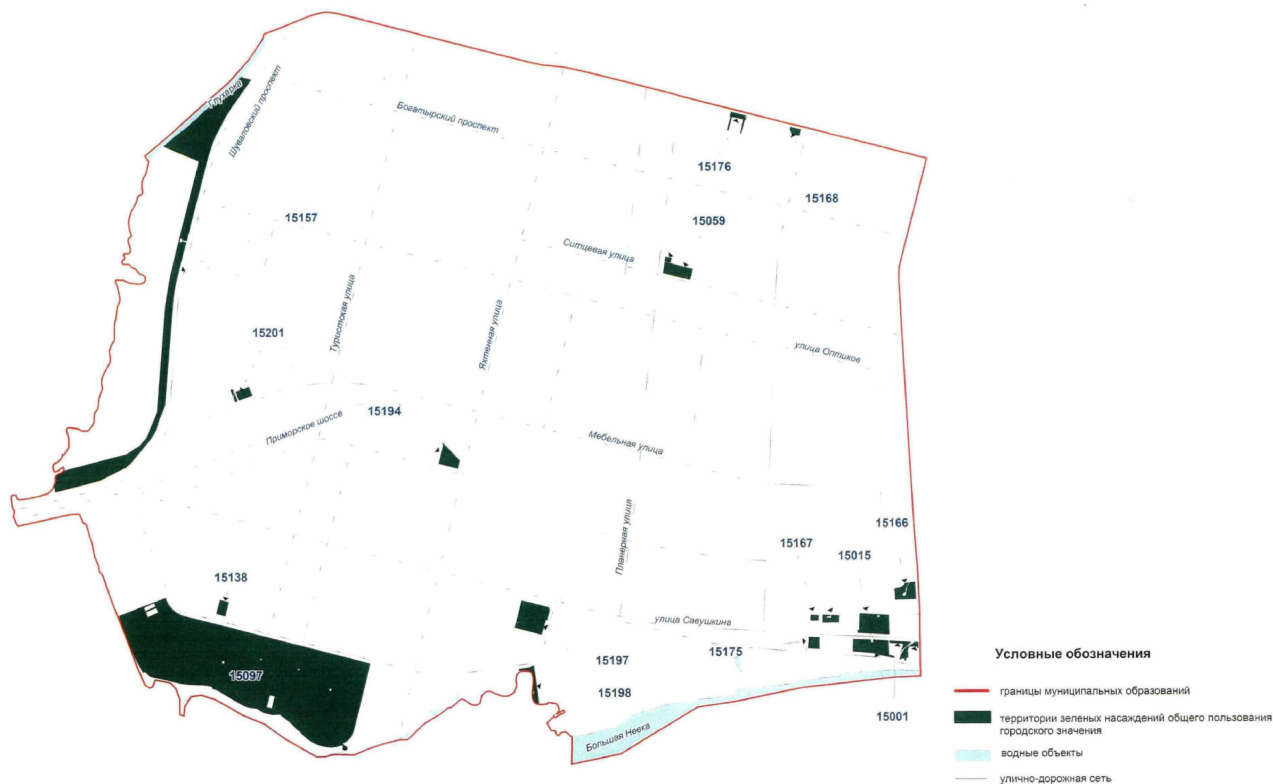 Глухарка
Шуваловский проспект
Богатырский проспект
15176
15168
15157
15059
Ситцевая улица
Туристская улица
Яхтенная улица
15201
улица Оптиков
15194
Приморское шоссе
Мебельная улица
Планерная улица
15166
15167
15015
15138
улица Савушкина
15197
15175
15097
15198
15001
Большая Невка
Условные обозначения
границы муниципальных образований
территории зеленых насаждений общего пользования
городского значения
водные объекты
улично-дорожная сеть